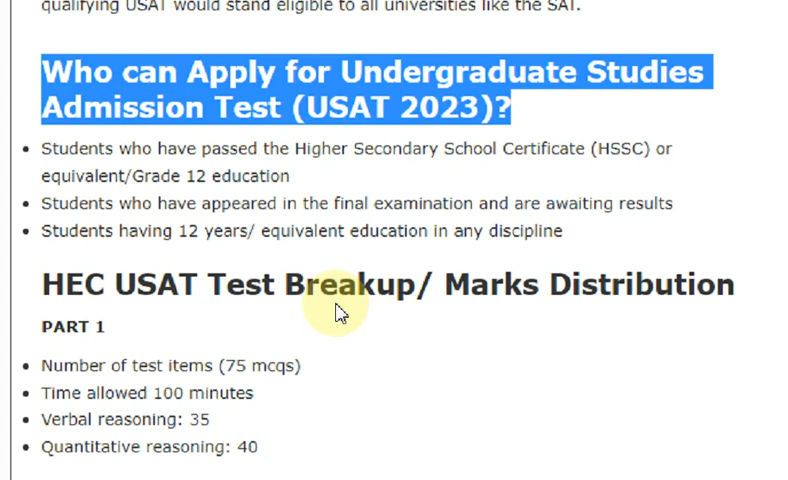 qualifying USAT would stand eligible to all universities like the SAT.
Who can Apply for Undergraduate Studies
Admission Test (USAT 2023)?
• Students who have passed the Higher Secondary School Certificate (HSSC) or
equivalent/Grade 12 education
• Students who have appeared in the final examination and are awaiting results
• Students having 12 years/ equivalent education in any discipline
HEC USAT Test Breakup/ Marks Distribution
PART 1
• Number of test items (75 mcqs)
• Time allowed 100 minutes
• Verbal reasoning: 35
• Quantitative reasoning: 40